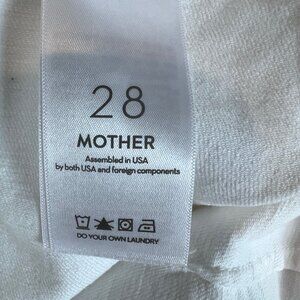 28
MOTHER
Assembled in USA
by both USA and foreign components
DO YOUR OWN LAUNDRY